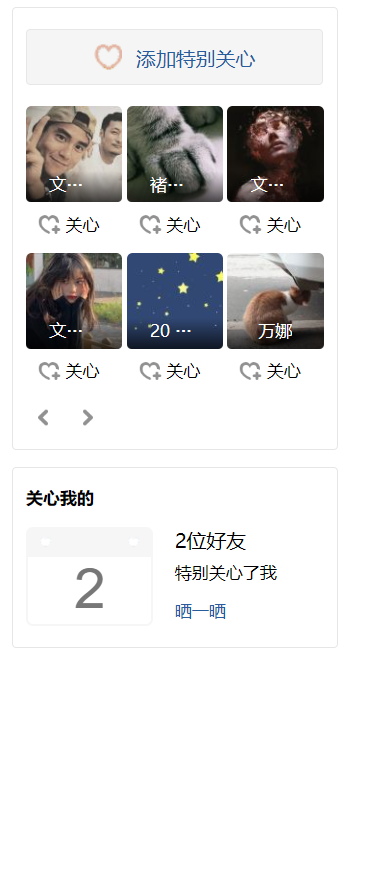 添加特别关心
文…
褚…
文…
关心
关心
关心
文…
20 …
万娜
关心
关心
关心
关心我的
2
2位好友
特别关心了我
晒一晒